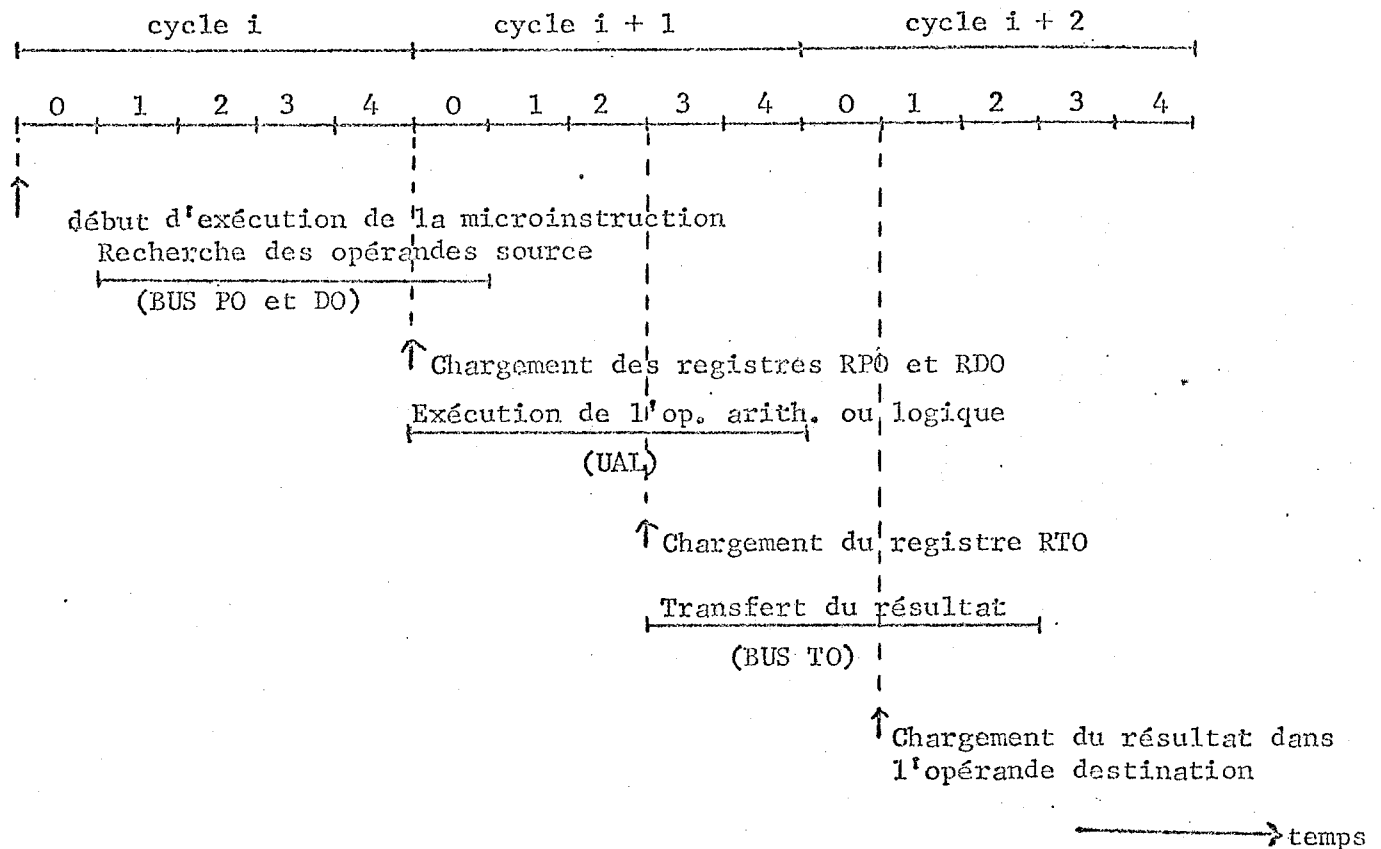 cycle i cycle i + 1 cycle i + 2
0 1 2 3 4 0 1 2 3 4 0 1 2 3 4
début d'exécution de la microinstruction
Recherche des opérandes source
(BUS PO et DO)
Chargement des registres RPO et RDO
Exécution de l'op. arith. ou logique
(UAL)
Chargement du registre RTO
Transfert du résultat
(BUS TO)
Chargement du résultat dans
l'opérande destination
temps